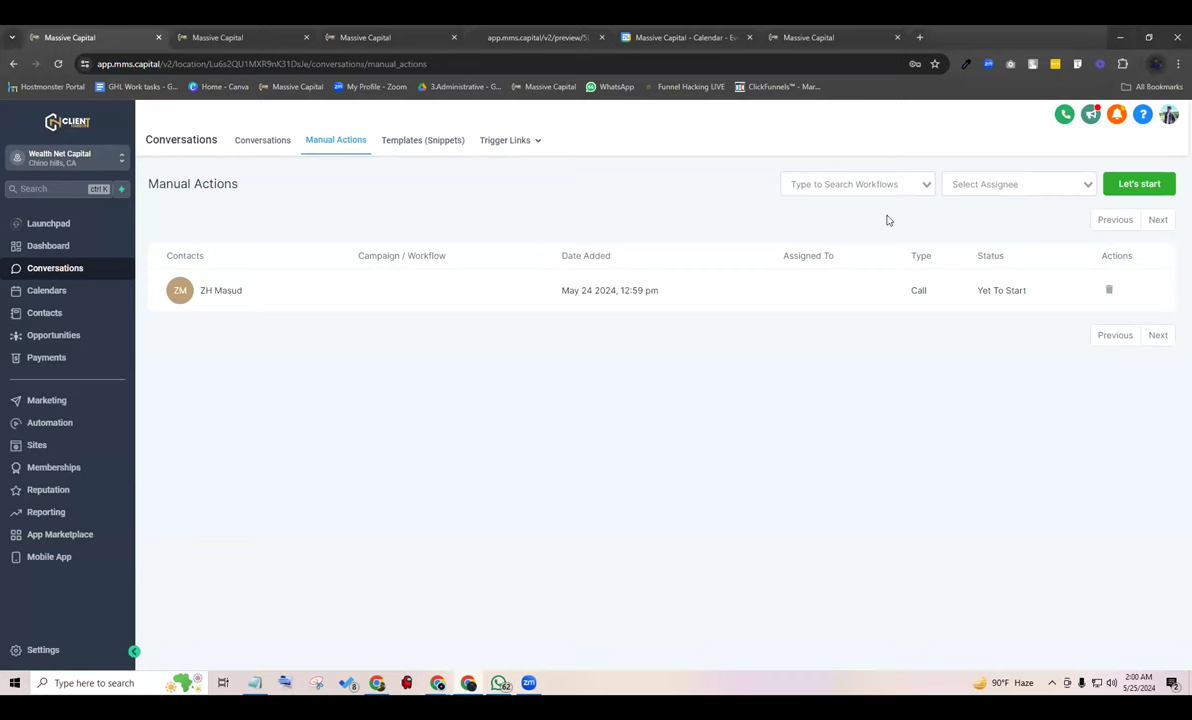 Massive Capital
Massive Capital
Massive Capital
app.mms.capital/v2/preview/5l
Massive Capital - Calendar - Ev
Massive Capital
app.mms.capital/v2/location/Lu6s2QU1MXR9nK31DsJe/conversations/manual_actions
Hostmonster Portal
GHL Work tasks - G...
Home - Canva
Massive Capital
My Profile - Zoom
3.Administrative - G...
Massive Capital
WhatsApp
Funnel Hacking LIVE
ClickFunnels™ - Mar...
All Bookmarks
CLIENT
Wealth Net Capital
Chino hills, CA
Search
ctrl K
Launchpad
Dashboard
Conversations
Calendars
Contacts
Opportunities
Payments
Marketing
Automation
Sites
Memberships
Reputation
Reporting
App Marketplace
Mobile App
Settings
Conversations
Conversations
Manual Actions
Templates (Snippets)
Trigger Links
Manual Actions
Type to Search Workflows
Select Assignee
Let's start
Previous
Next
Contacts
Campaign / Workflow
Date Added
Assigned To
Type
Status
Actions
ZM
ZH Masud
May 24 2024, 12:59 pm
Call
Yet To Start
Previous
Next
Type here to search
8
62
zm
90°F Haze
2:00 AM
5/25/2024
2